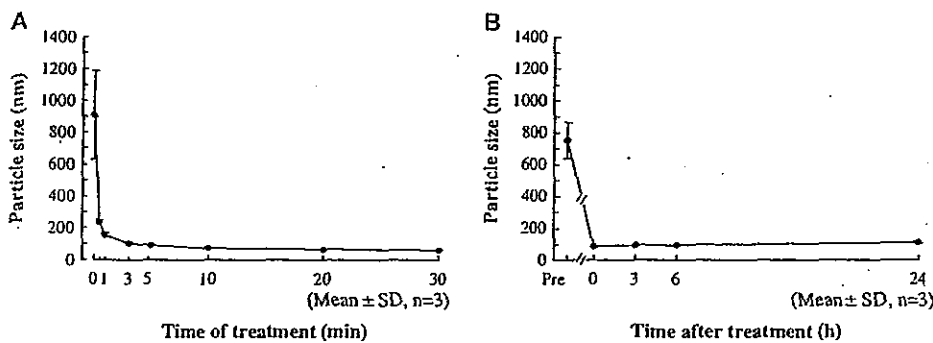 A
1400
1200
1000
800
600
400
200
0
Particle size (nm)
0 1 3 5 10 20 30
(Mean ± SD, n=3)
Time of treatment (min)
B
1400
1200
1000
800
600
400
200
0
Particle size (nm)
Pre 0 3 6 24
(Mean ± SD, n=3)
Time after treatment (h)